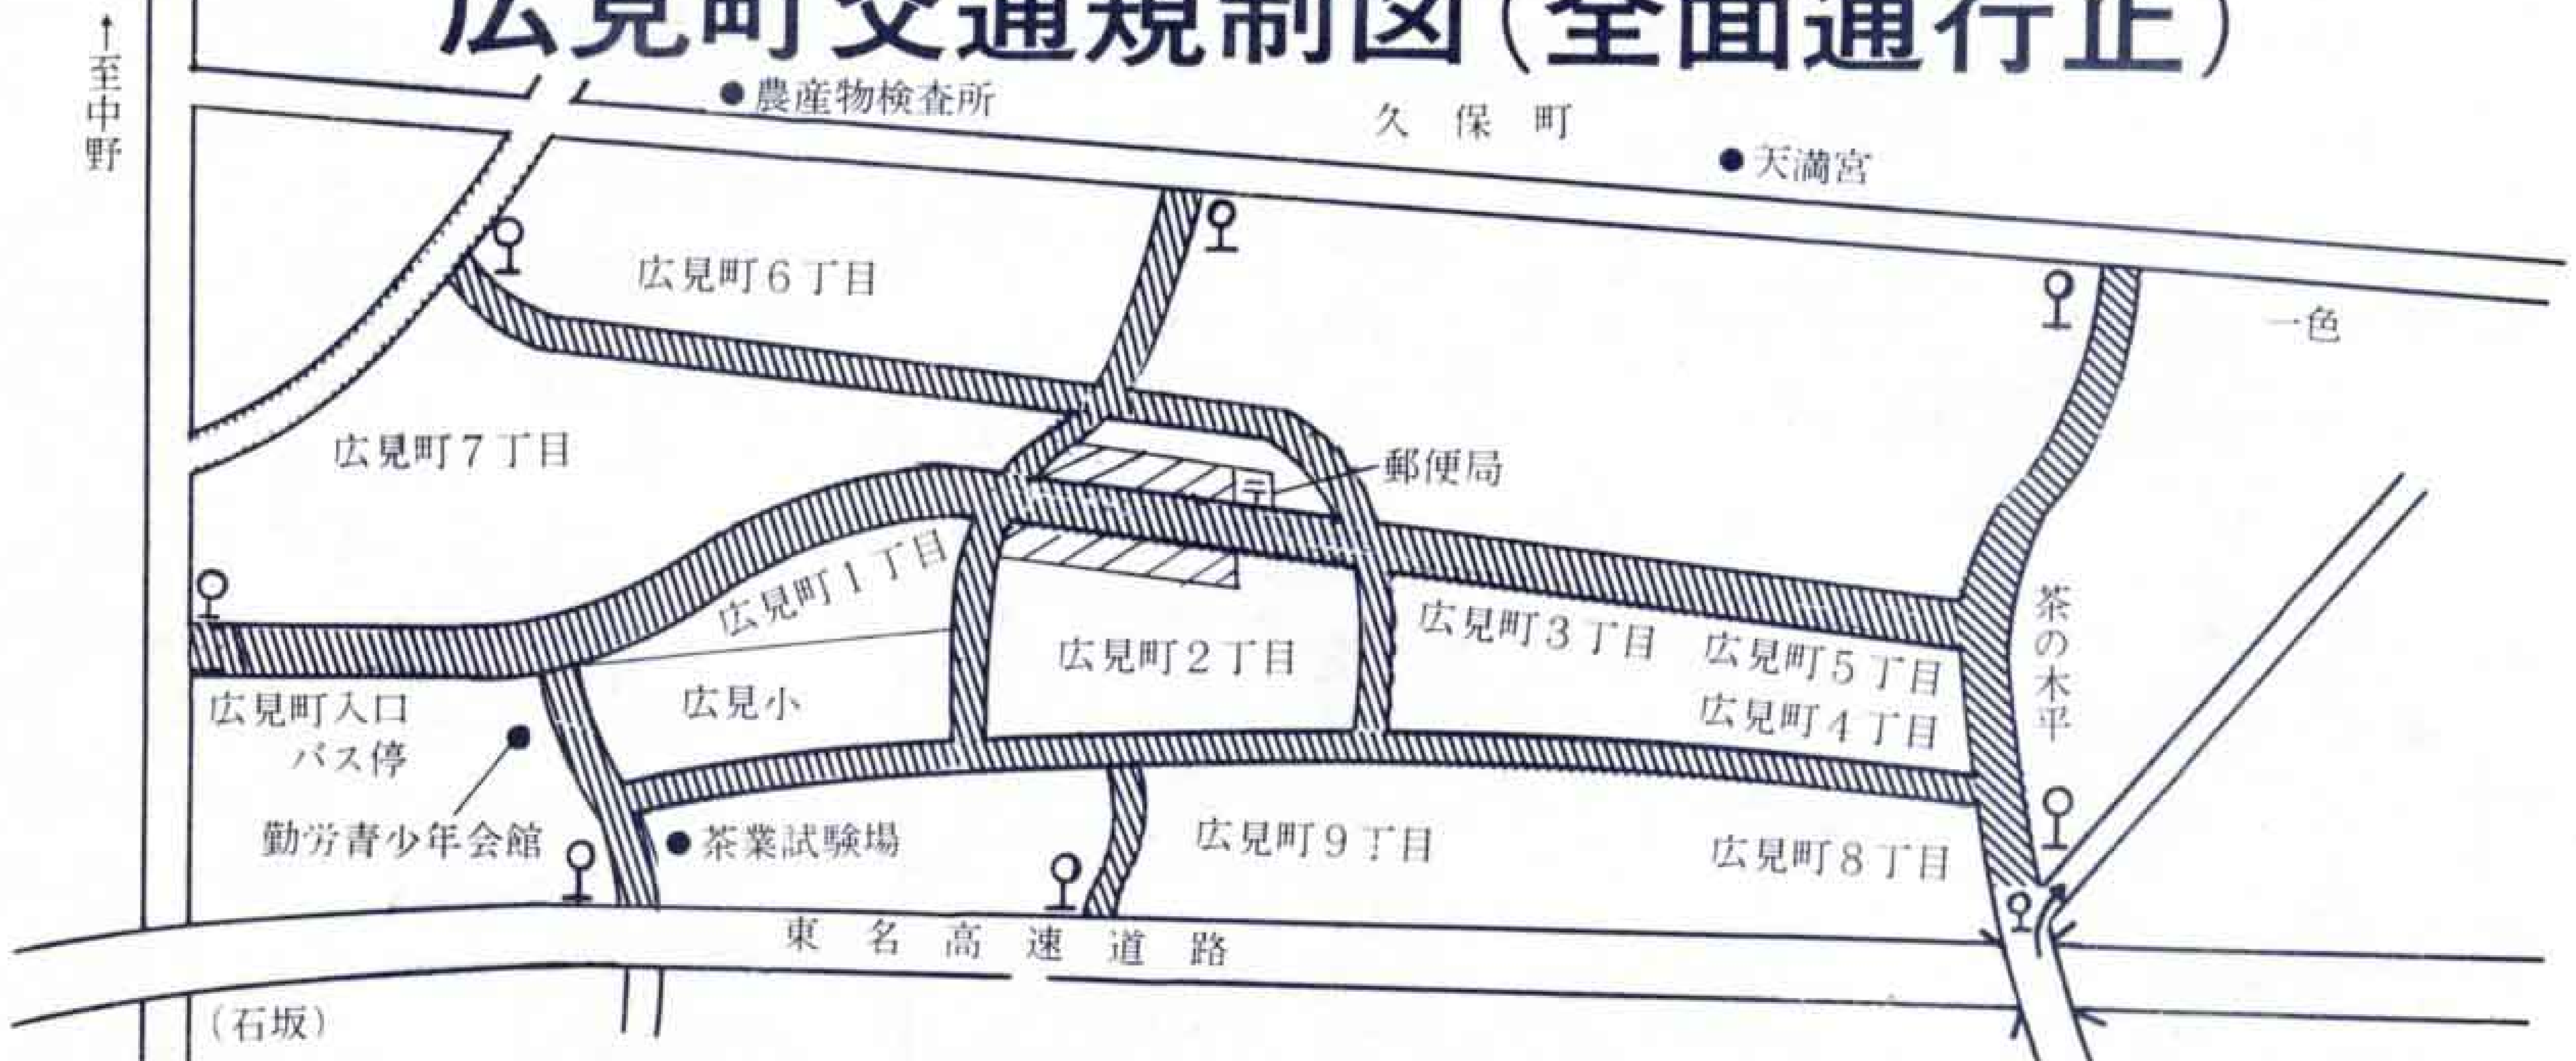 広見町交通規制図(全面通行止)
↑至中野
●農産物検査所
久保町
●天満宮
広見町6丁目
一色
広見町7丁目
郵便局
〒
広見町1丁目
茶の木平
広見町3丁目
広見町5丁目
広見町2丁目
広見町4丁目
広見小
広見町入口
バス停
勤労青少年会館
●茶業試験場
広見町9丁目
広見町8丁目
東名高速道路
(石坂)